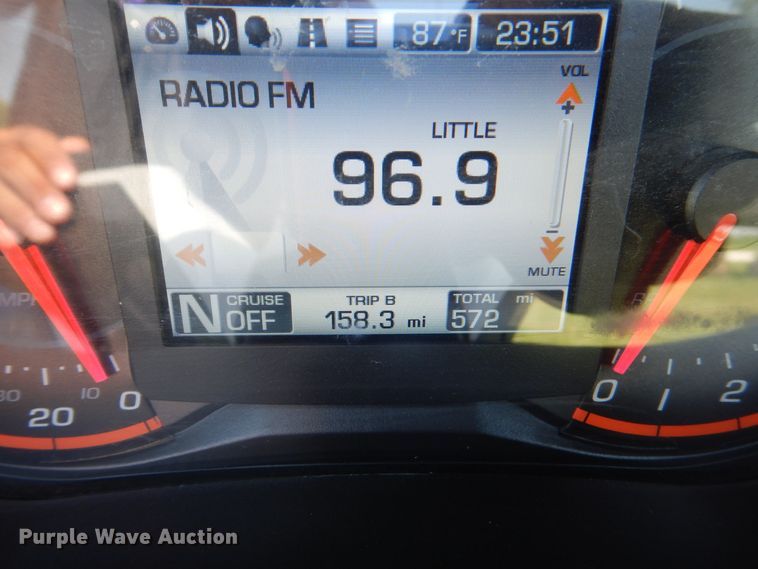 87 °F 23:51
VOL
RADIO FM
+
LITTLE
96.9
-
MUTE
N CRUISE OFF
TRIP B
158.3 mi
TOTAL mi
572
30 20 10 0
0 1 2
Purple Wave Auction